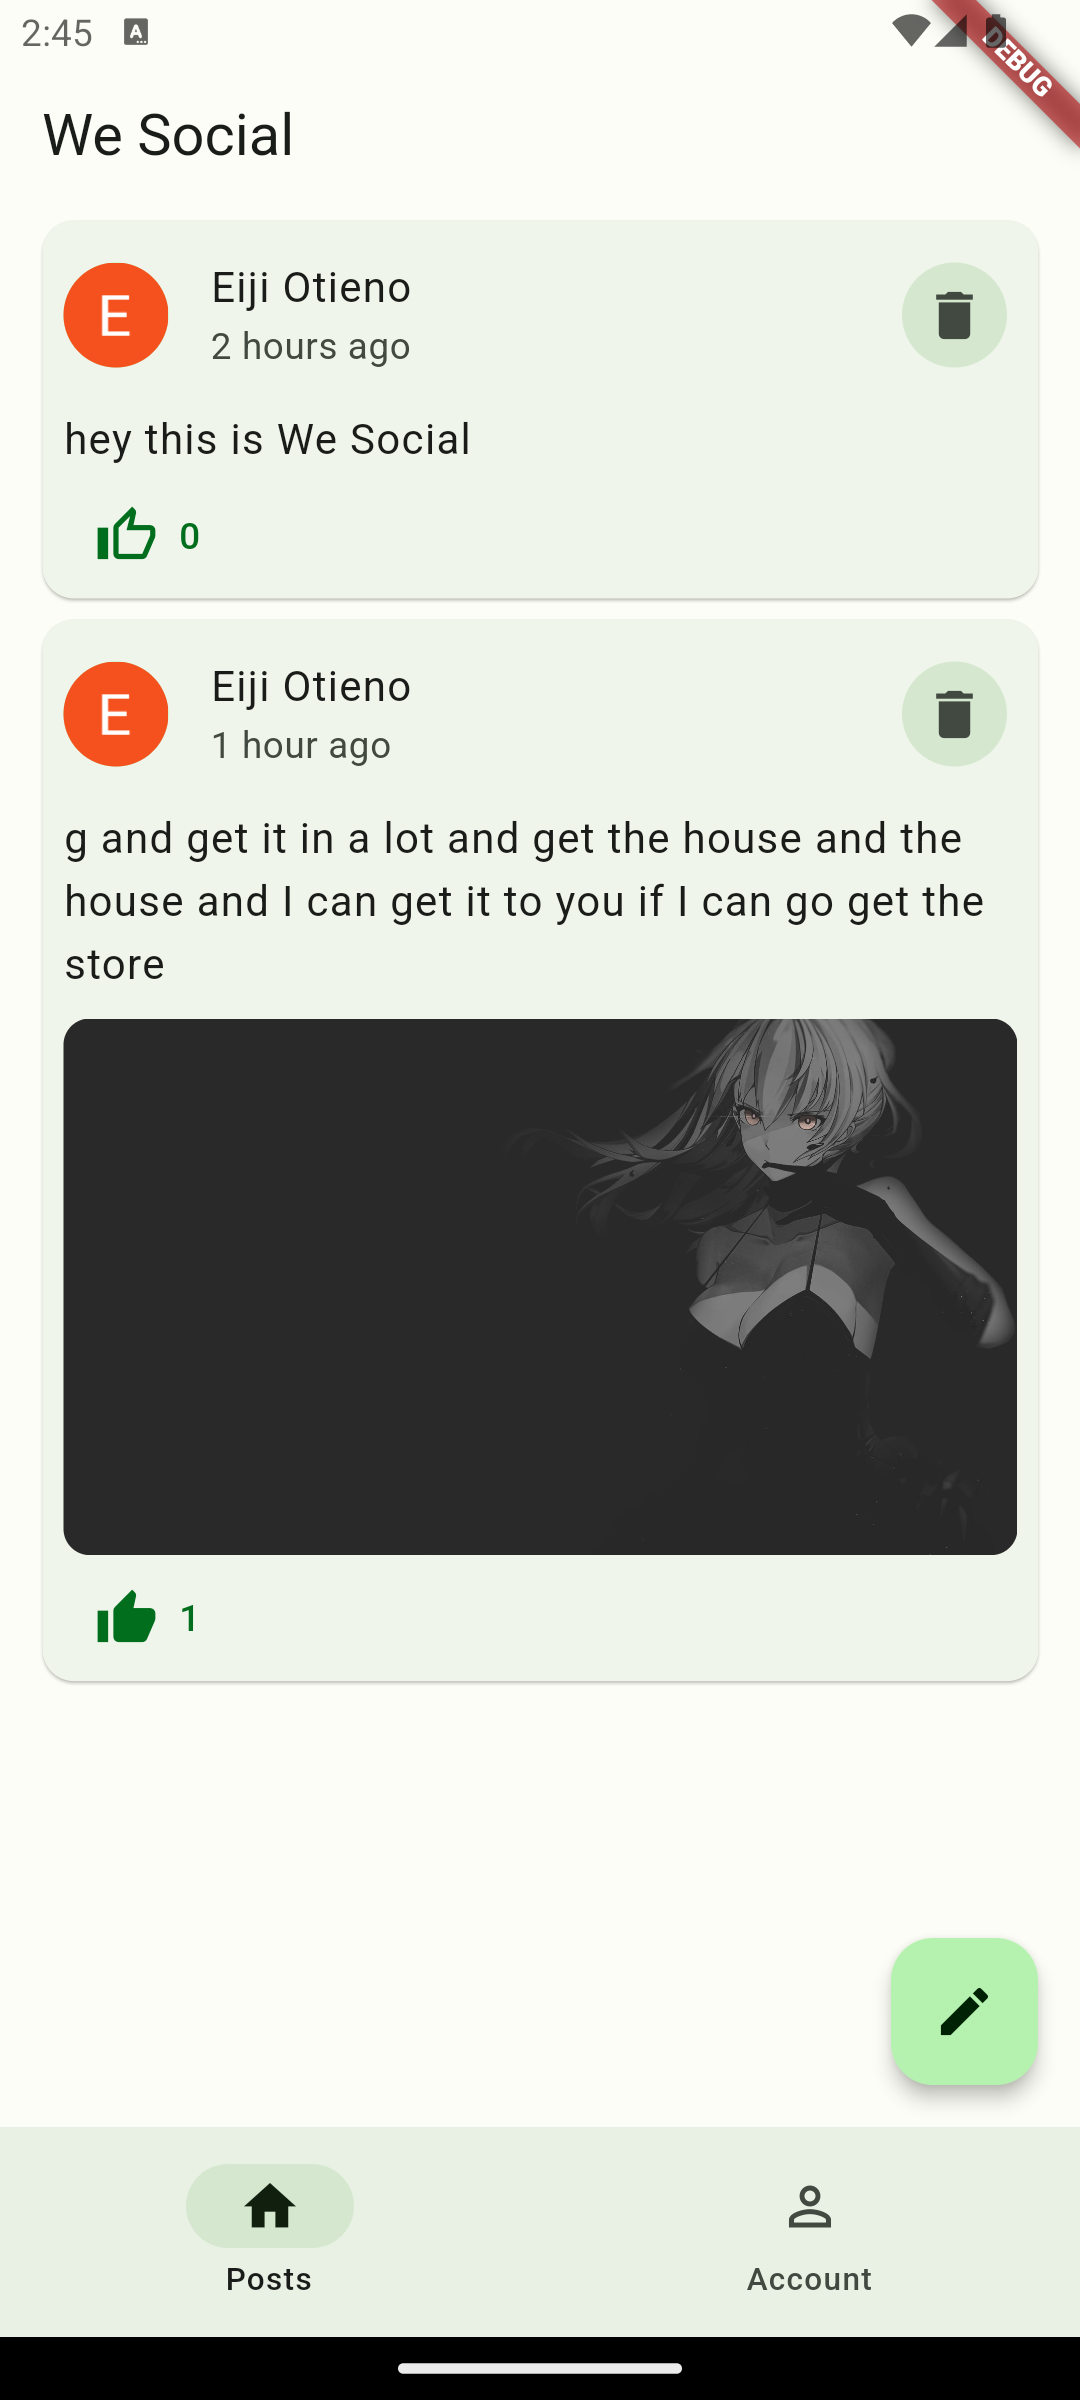 2:45
A
DEBUG
We Social
E
Eiji Otieno
2 hours ago
hey this is We Social
0
E
Eiji Otieno
1 hour ago
g and get it in a lot and get the house and the
house and I can get it to you if I can go get the
store
1
Posts
Account